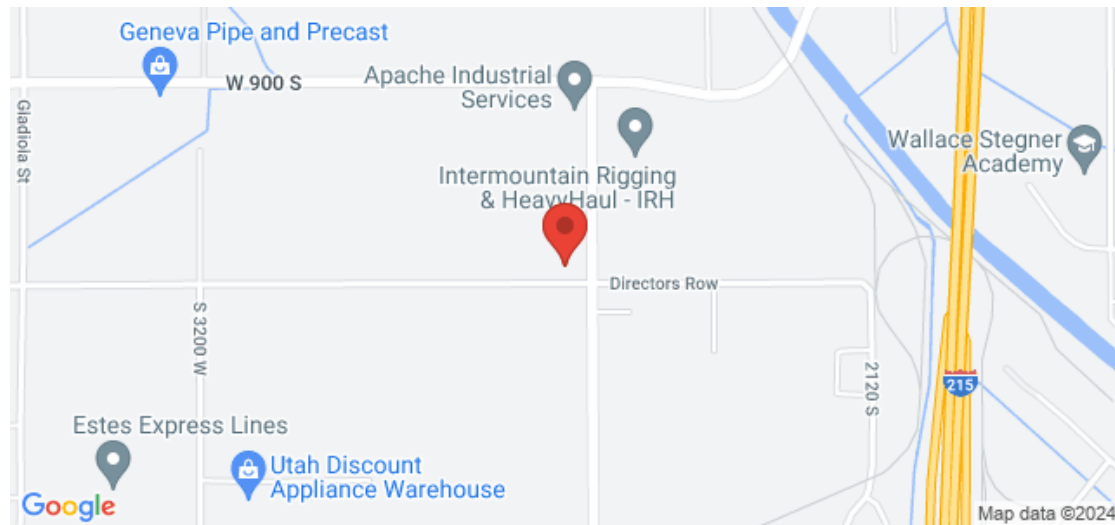 Geneva Pipe and Precast
W 900 S
Apache Industrial
Services
Gladiola St
Wallace Stegner
Academy
Intermountain Rigging
& HeavyHaul - IRH
Directors Row
S 3200 W
2120 S
215
Estes Express Lines
Utah Discount
Appliance Warehouse
Google
Map data ©2024